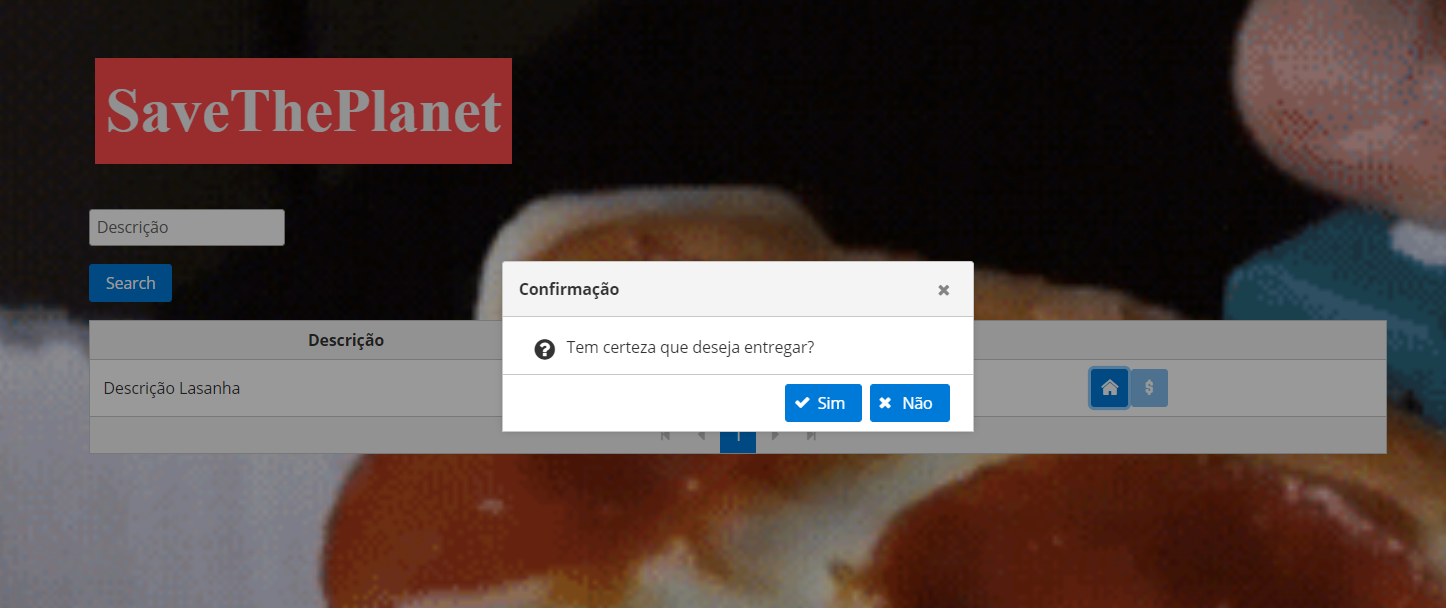 SaveThePlanet
Descrição
Search
Confirmação
Tem certeza que deseja entregar?
Sim
Não
Descrição
Descrição Lasanha
$
1